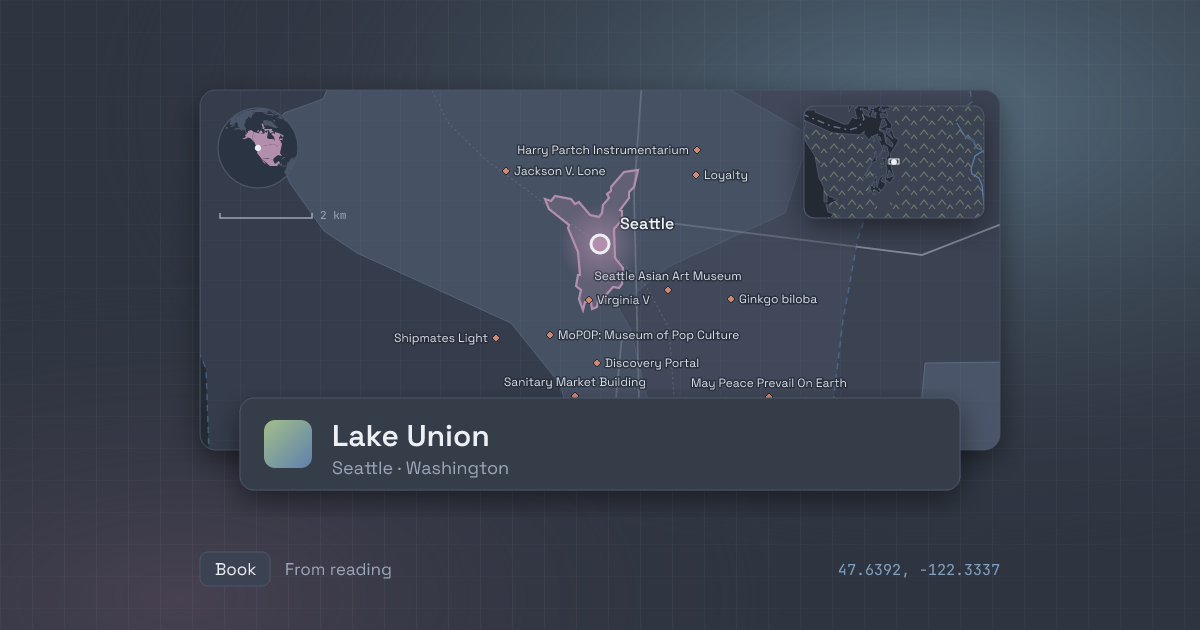 Harry Partch Instrumentarium
Jackson V. Lone
Loyalty
2 km
Seattle
Seattle Asian Art Museum
Virginia V
Ginkgo biloba
Shipmates Light
MoPOP: Museum of Pop Culture
Discovery Portal
Sanitary Market Building
May Peace Prevail On Earth
Lake Union
Seattle · Washington
Book
From reading
47.6392, -122.3337